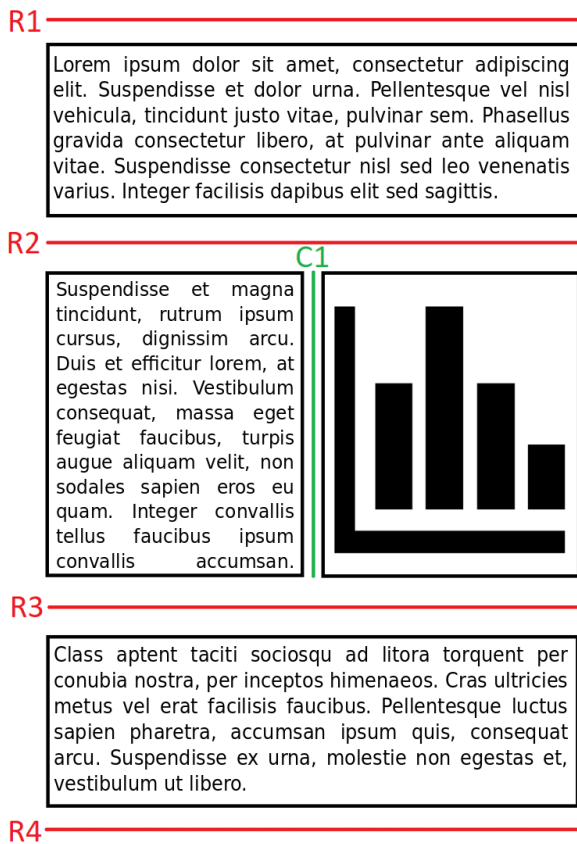 R1
Lorem ipsum dolor sit amet, consectetur adipiscing
elit. Suspendisse et dolor urna. Pellentesque vel nisl
vehicula, tincidunt justo vitae, pulvinar sem. Phasellus
gravida consectetur libero, at pulvinar ante aliquam
vitae. Suspendisse consectetur nisl sed leo venenatis
varius. Integer facilisis dapibus elit sed sagittis.
R2
C1
Suspendisse et magna
tincidunt, rutrum ipsum
cursus, dignissim arcu.
Duis et efficitur lorem, at
egestas nisi. Vestibulum
consequat, massa eget
feugiat faucibus, turpis
augue aliquam velit, non
sodales sapien eros eu
quam. Integer convallis
tellus faucibus ipsum
convallis accumsan.
R3
Class aptent taciti sociosqu ad litora torquent per
conubia nostra, per inceptos himenaeos. Cras ultricies
metus vel erat facilisis faucibus. Pellentesque luctus
sapien pharetra, accumsan ipsum quis, consequat
arcu. Suspendisse ex urna, molestie non egestas et,
vestibulum ut libero.
R4